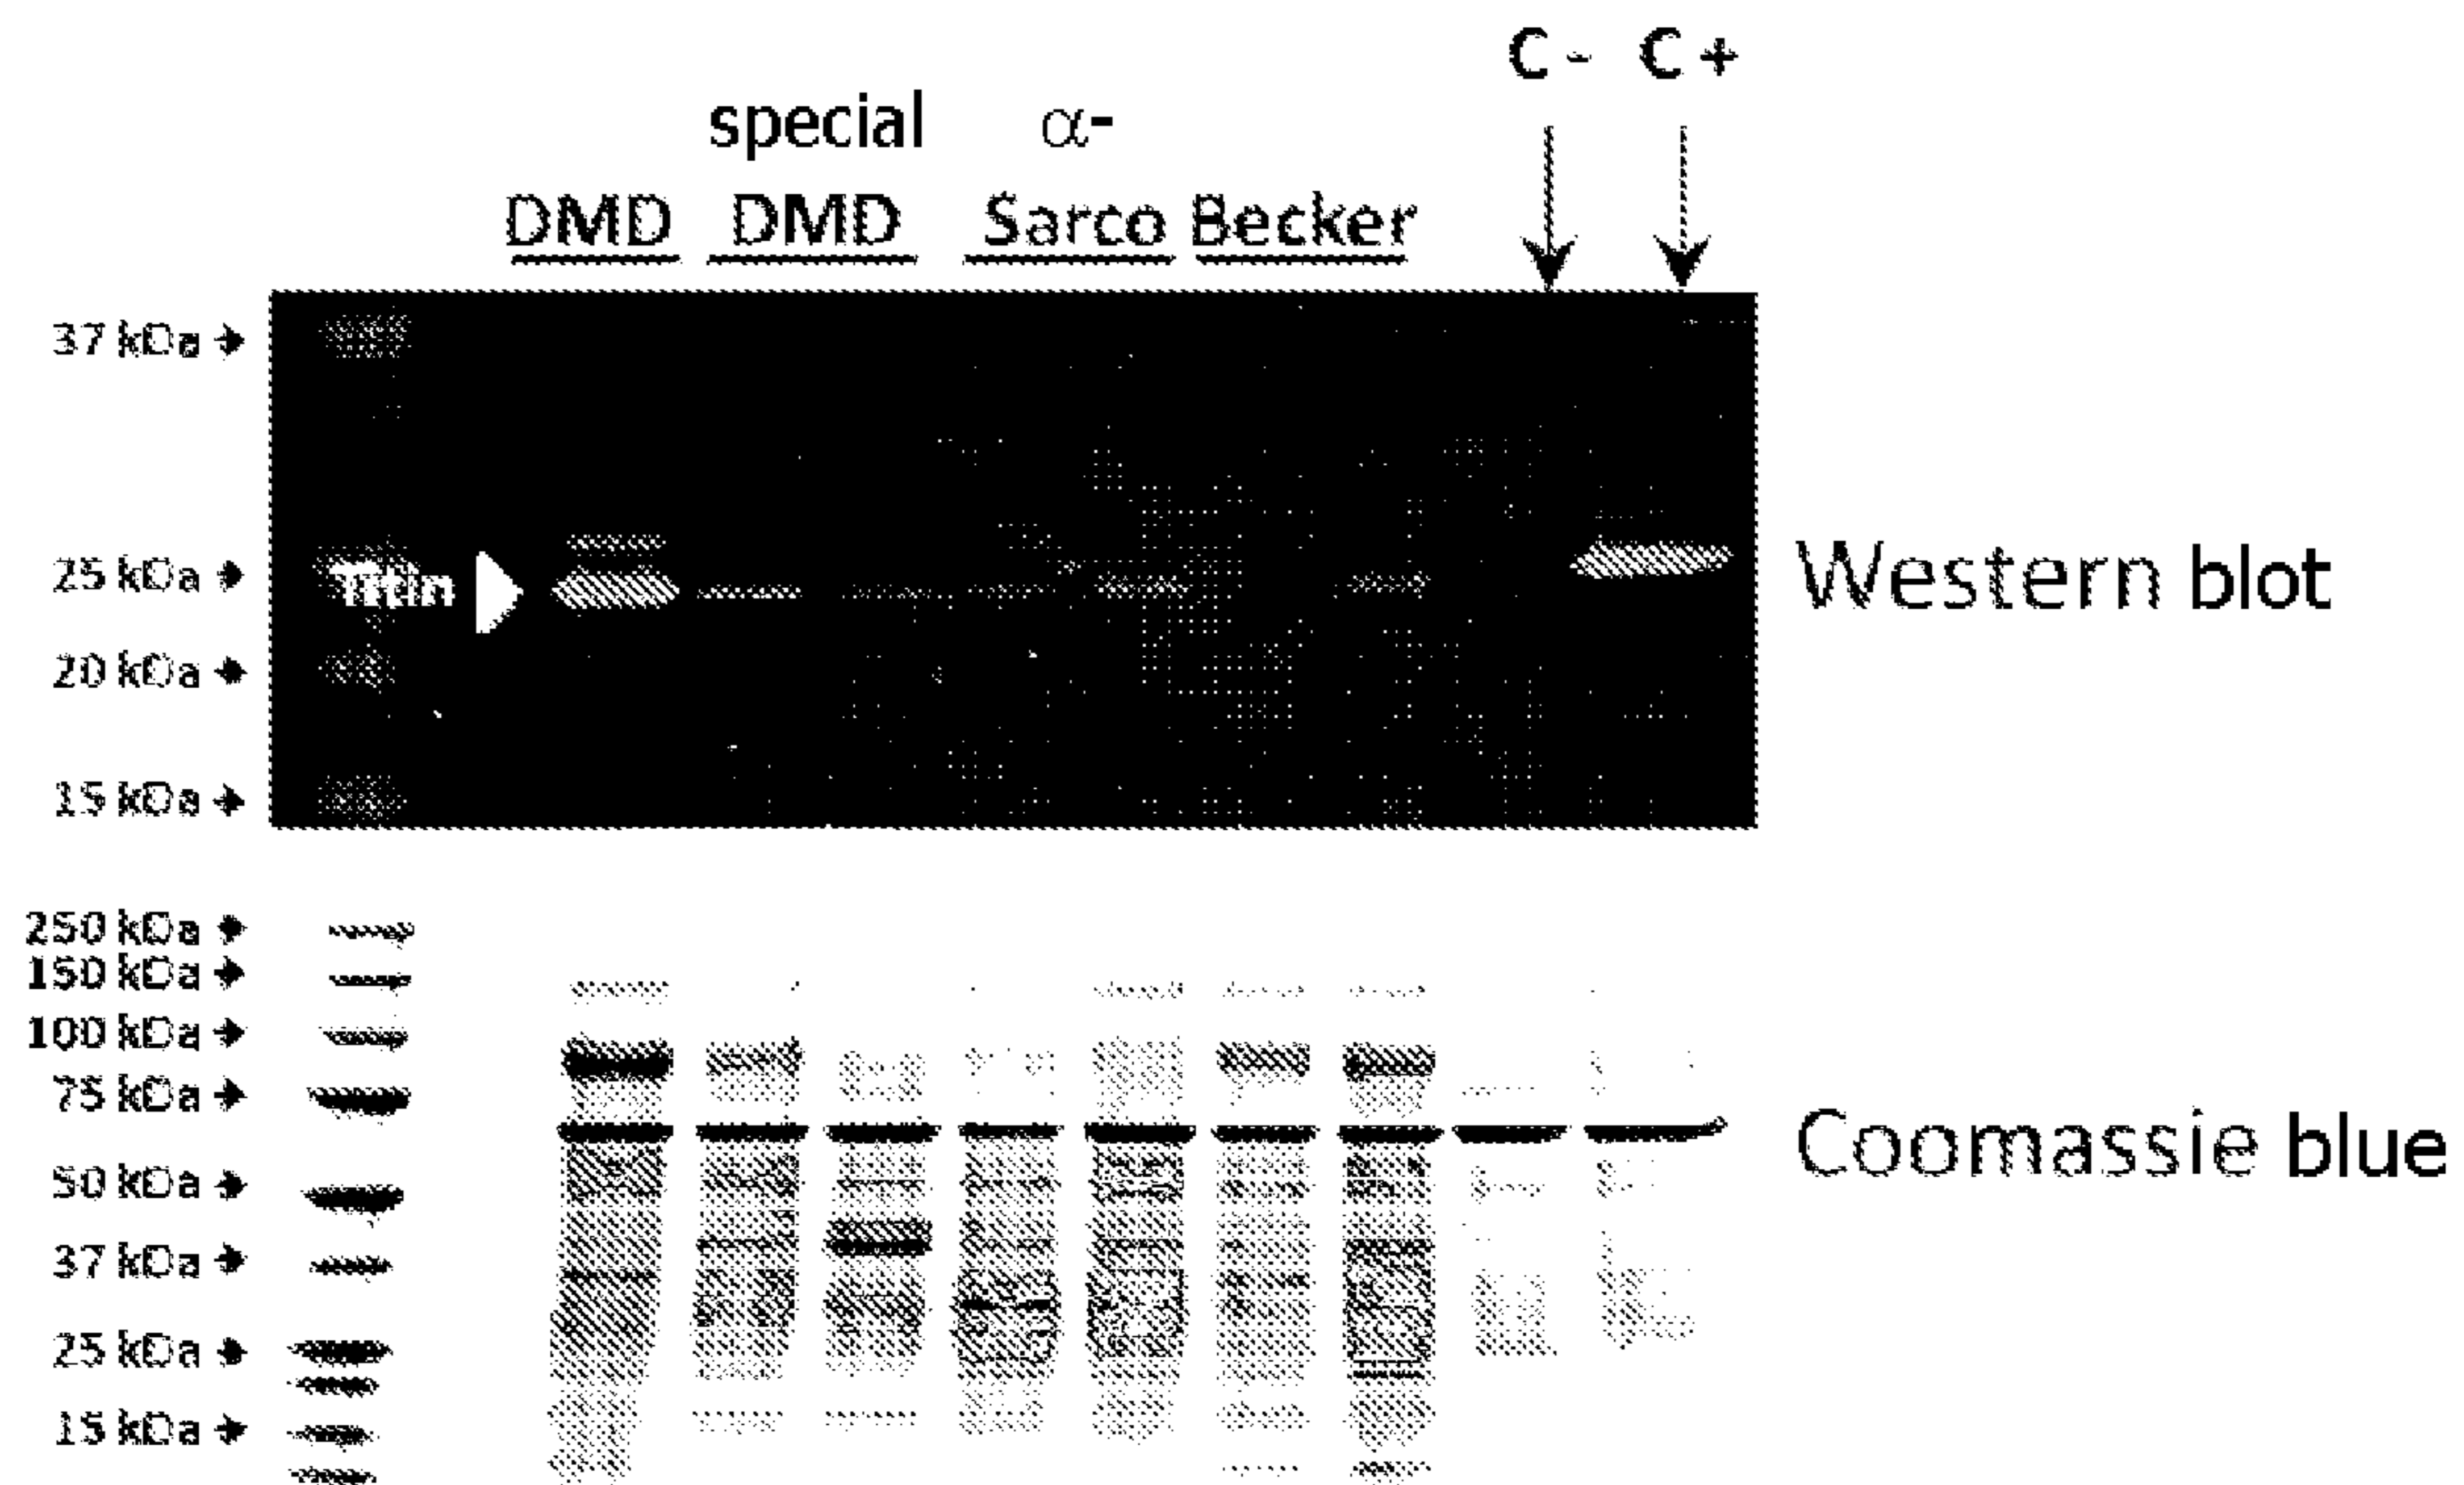 C - C +
special α-
DMD DMD Sarco Becker
37 kDa
25 kDa
Titin
Western blot
20 kDa
15 kDa
250 kDa
150 kDa
100 kDa
75 kDa
Coomassie blue
50 kDa
37 kDa
25 kDa
15 kDa